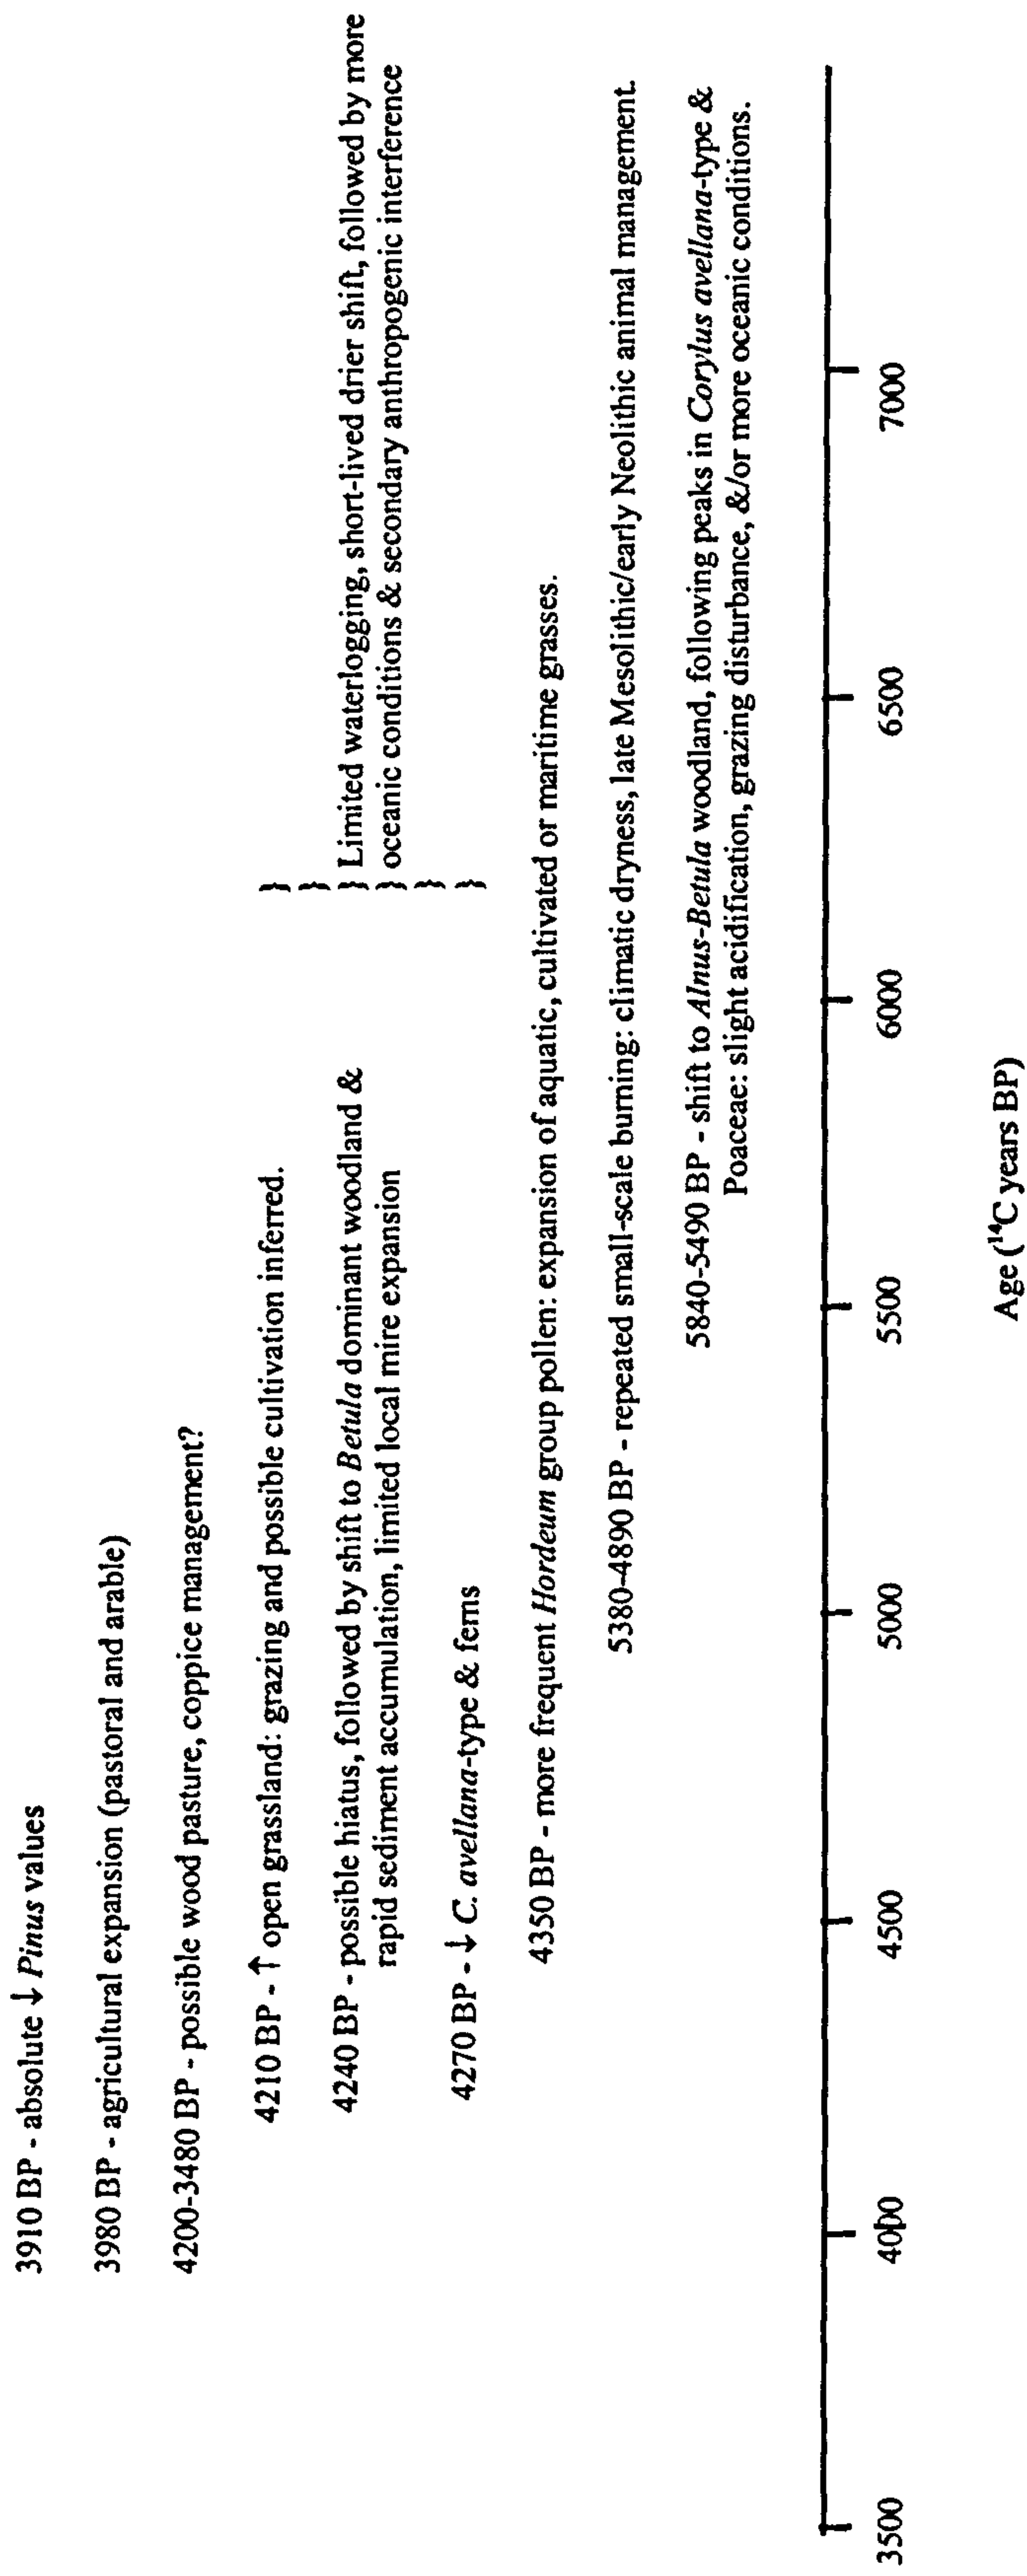 3910 BP - absolute ↓ Pinus values
3980 BP - agricultural expansion (pastoral and arable)
4200-3480 BP - possible wood pasture, coppice management?
4210 BP - ↑ open grassland: grazing and possible cultivation inferred. }
}
4240 BP - possible hiatus, followed by shift to Betula dominant woodland & } Limited waterlogging, short-lived drier shift, followed by more
rapid sediment accumulation, limited local mire expansion } oceanic conditions & secondary anthropogenic interference
}
4270 BP - ↓ C. avellana-type & ferns }
4350 BP - more frequent Hordeum group pollen: expansion of aquatic, cultivated or maritime grasses.
5380-4890 BP - repeated small-scale burning: climatic dryness, late Mesolithic/early Neolithic animal management.
5840-5490 BP - shift to Alnus-Betula woodland, following peaks in Corylus avellana-type &
Poaceae: slight acidification, grazing disturbance, &/or more oceanic conditions.
3500 4000 4500 5000 5500 6000 6500 7000
Age (¹⁴C years BP)